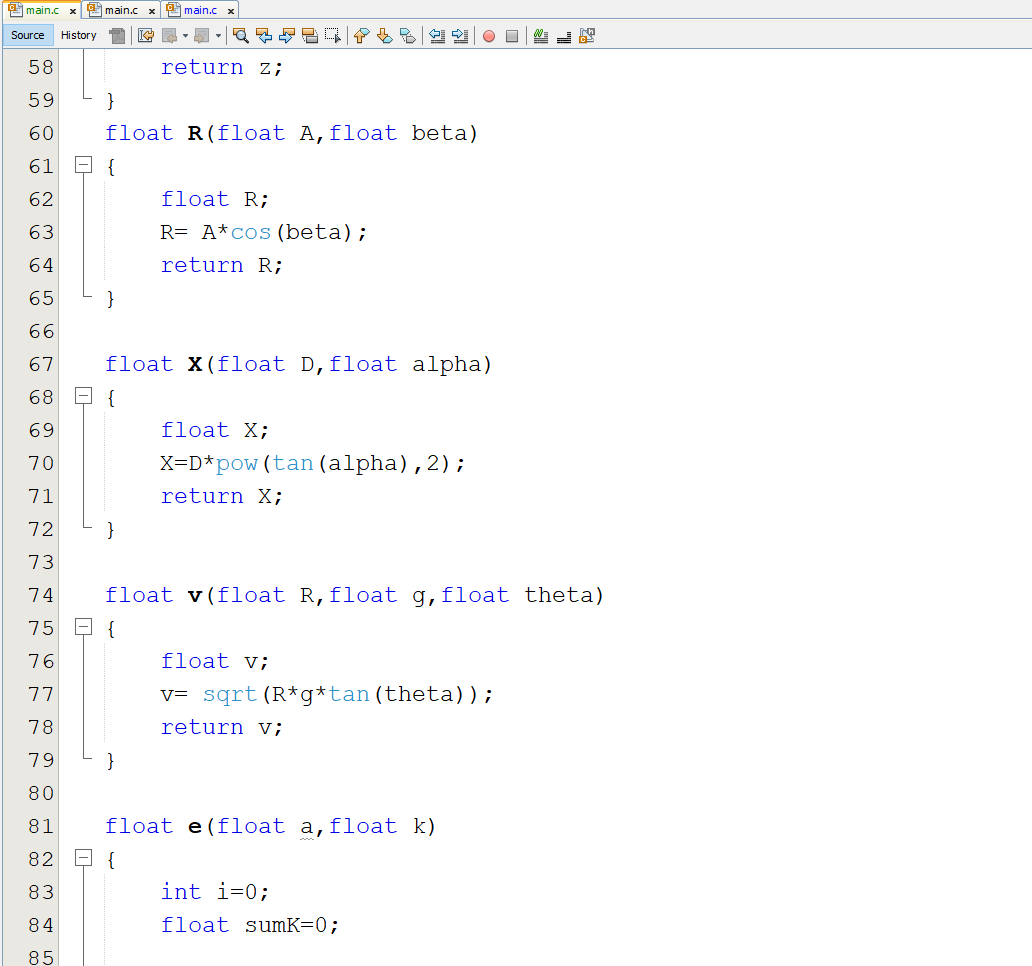 main.c x main.c x main.c x
Source History
58 return z;
59 }
60 float R(float A,float beta)
61 {
62 float R;
63 R= A*cos(beta);
64 return R;
65 }
66
67 float X(float D,float alpha)
68 {
69 float X;
70 X=D*pow(tan(alpha),2);
71 return X;
72 }
73
74 float v(float R,float g,float theta)
75 {
76 float v;
77 v= sqrt(R*g*tan(theta));
78 return v;
79 }
80
81 float e(float a,float k)
82 {
83 int i=0;
84 float sumK=0;
85